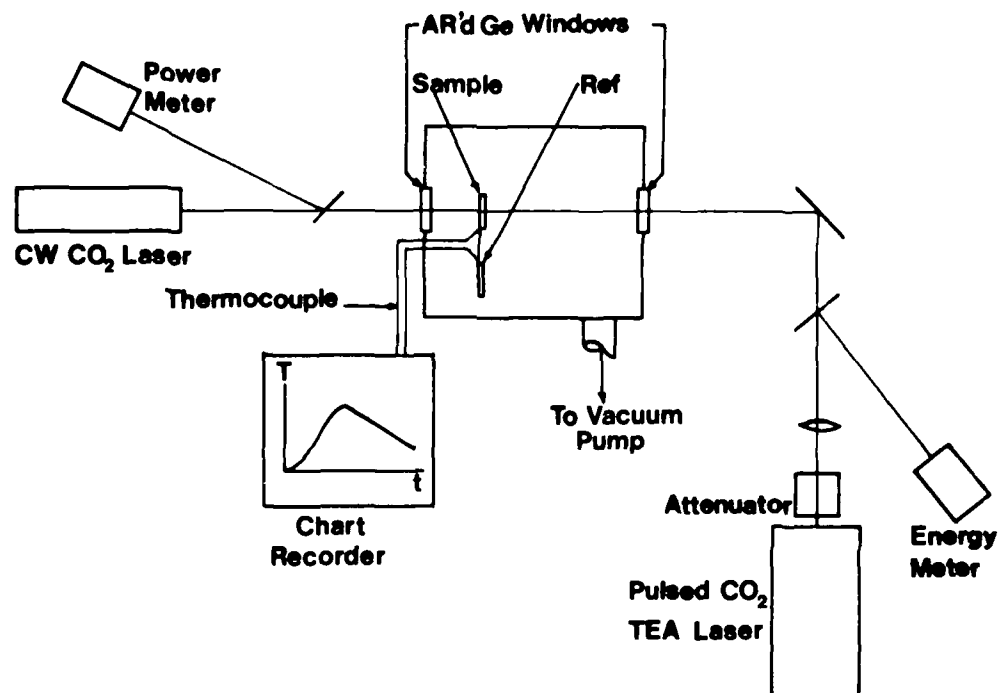 AR'd Ge Windows
Power
Meter
Sample
Ref
CW CO₂ Laser
Thermocouple
T
t
Chart
Recorder
To Vacuum
Pump
Attenuator
Energy
Meter
Pulsed CO₂
TEA Laser